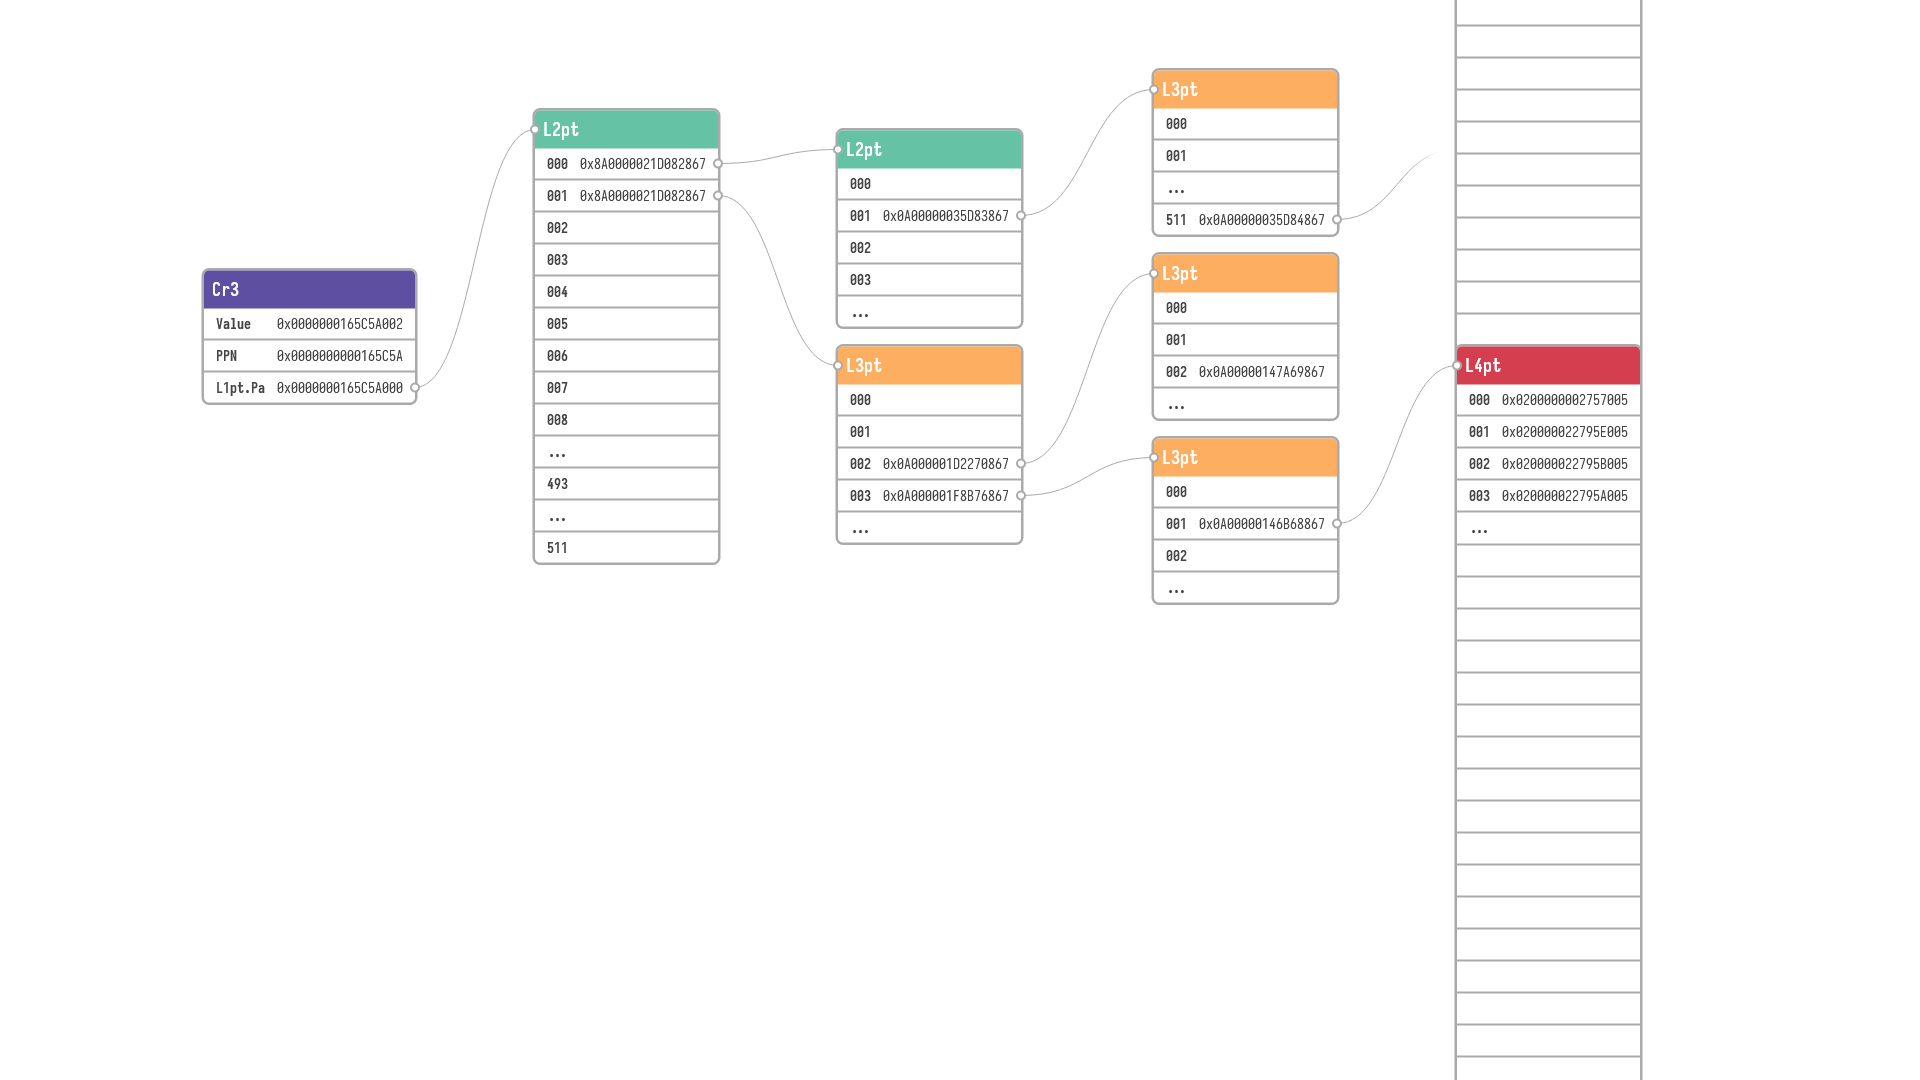 Cr3
Value 0x0000000165C5A002
PPN 0x0000000000165C5A
L1pt.Pa 0x0000000165C5A000
L2pt
000 0x8A0000021D082867
001 0x8A0000021D082867
002
003
004
005
006
007
008
...
493
...
511
L2pt
000
001 0x0A00000035D83867
002
003
...
L3pt
000
001
002 0x0A000001D2270867
003 0x0A000001F8B76867
...
L3pt
000
001
...
511 0x0A00000035D84867
L3pt
000
001
002 0x0A00000147A69867
...
L3pt
000
001 0x0A00000146B68867
002
...
L4pt
000 0x0200000002757005
001 0x020000022795E005
002 0x020000022795B005
003 0x020000022795A005
...